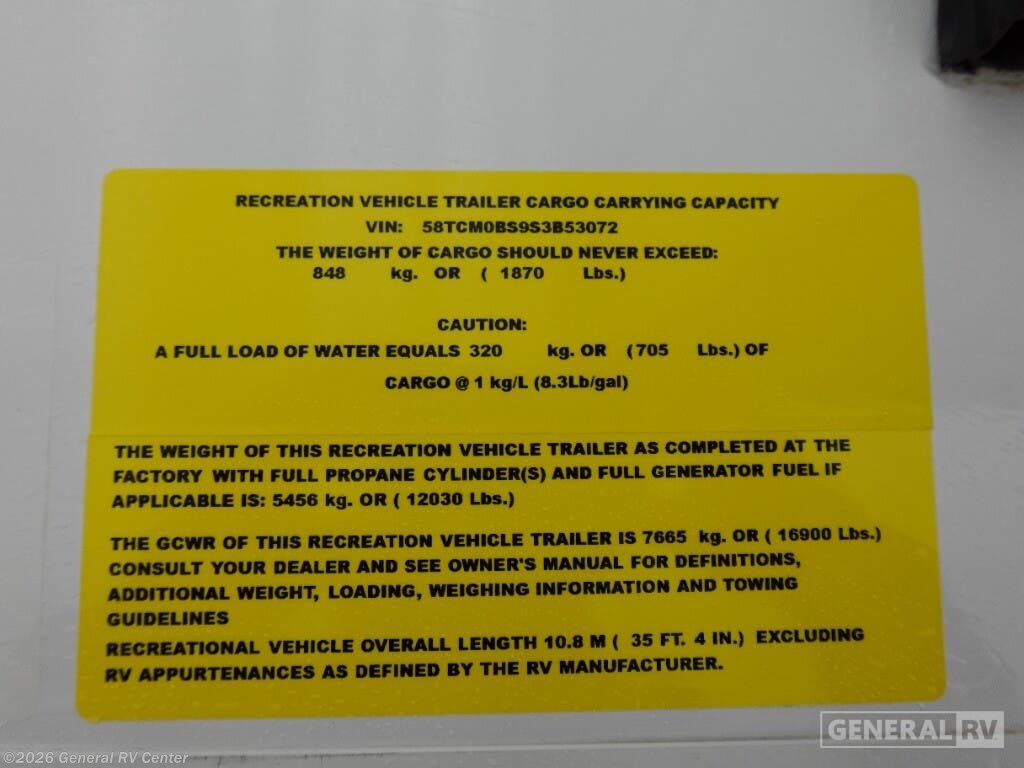 RECREATION VEHICLE TRAILER CARGO CARRYING CAPACITY
VIN: 58TCM0BS9S3B53072
THE WEIGHT OF CARGO SHOULD NEVER EXCEED:
848 kg. OR ( 1870 Lbs.)
CAUTION:
A FULL LOAD OF WATER EQUALS 320 kg. OR (705 Lbs.) OF
CARGO @ 1 kg/L (8.3Lb/gal)
THE WEIGHT OF THIS RECREATION VEHICLE TRAILER AS COMPLETED AT THE
FACTORY WITH FULL PROPANE CYLINDER(S) AND FULL GENERATOR FUEL IF
APPLICABLE IS: 5456 kg. OR ( 12030 Lbs.)
THE GCWR OF THIS RECREATION VEHICLE TRAILER IS 7665 kg. OR ( 16900 Lbs.)
CONSULT YOUR DEALER AND SEE OWNER'S MANUAL FOR DEFINITIONS,
ADDITIONAL WEIGHT, LOADING, WEIGHING INFORMATION AND TOWING
GUIDELINES
RECREATIONAL VEHICLE OVERALL LENGTH 10.8 M ( 35 FT. 4 IN.) EXCLUDING
RV APPURTENANCES AS DEFINED BY THE RV MANUFACTURER.
GENERAL RV
©2026 General RV Center